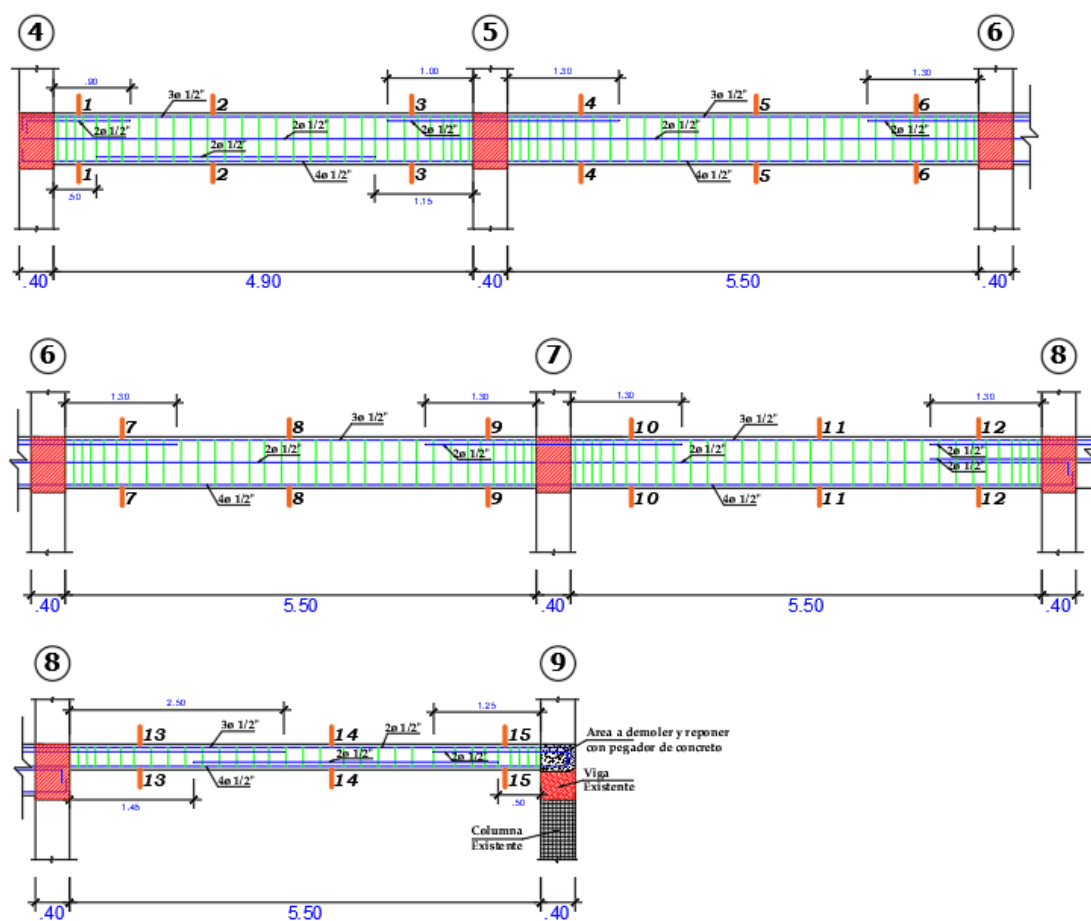 4 5 6
.90 1.00 1.30 1.30
1 2 3 4 5 6
3ø 1/2" 3ø 1/2"
2ø 1/2" 2ø 1/2" 2ø 1/2" 2ø 1/2" 2ø 1/2"
2ø 1/2"
4ø 1/2" 4ø 1/2"
1 2 3 4 5 6
.50 1.15
.40 4.90 .40 5.50 .40
6 7 8
1.30 1.30 1.30 1.30
7 8 9 10 11 12
3ø 1/2" 3ø 1/2"
2ø 1/2" 2ø 1/2" 2ø 1/2" 2ø 1/2"
2ø 1/2"
4ø 1/2" 4ø 1/2"
7 8 9 10 11 12
.40 5.50 .40 5.50 .40
8 9
2.50 1.25
13 14 15
3ø 1/2" 2ø 1/2"
2ø 1/2" 2ø 1/2"
4ø 1/2"
13 14 15
1.45 .50
Area a demoler y reponer
con pegador de concreto
Viga
Existente
Columna
Existente
.40 5.50 .40